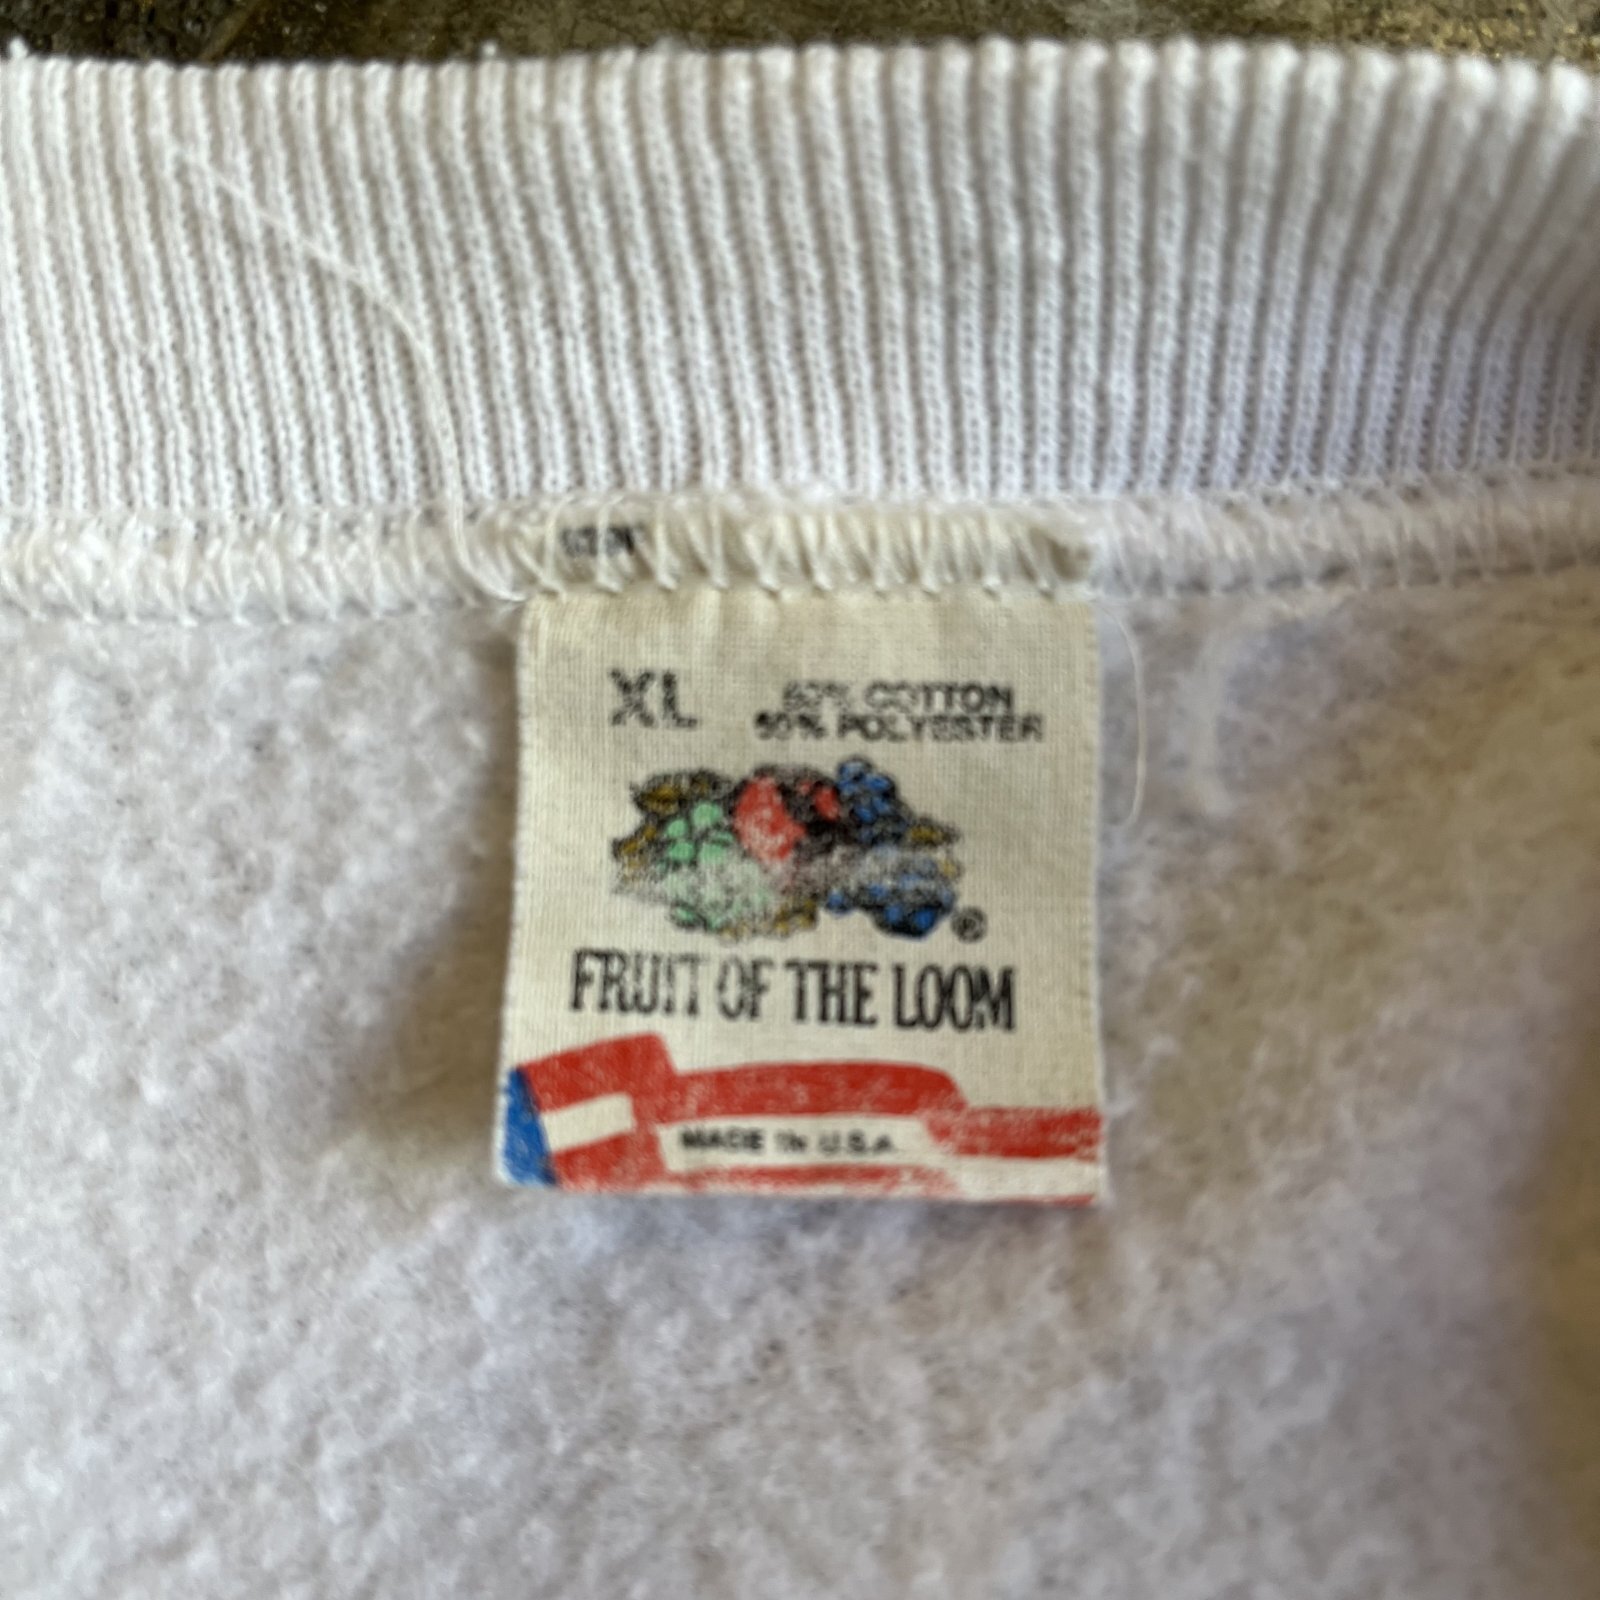 XL
50% COTTON
50% POLYESTER
®
FRUIT OF THE LOOM
MADE IN U.S.A.